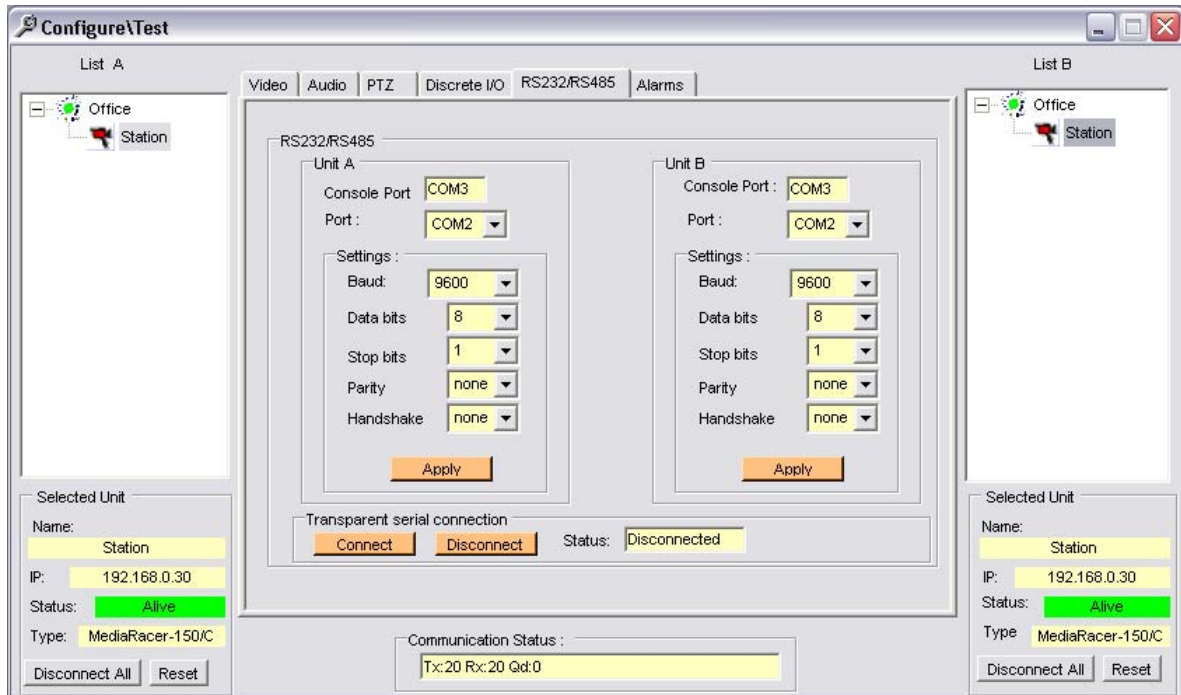 Configure\Test
List A
List B
Video Audio PTZ Discrete I/O RS232/RS485 Alarms
Office
Station
Office
Station
RS232/RS485
Unit A
Console Port COM3
Port : COM2
Settings :
Baud: 9600
Data bits 8
Stop bits 1
Parity none
Handshake none
Apply
Unit B
Console Port : COM3
Port : COM2
Settings :
Baud: 9600
Data bits 8
Stop bits 1
Parity none
Handshake none
Apply
Transparent serial connection
Connect Disconnect Status: Disconnected
Selected Unit
Name:
Station
IP: 192.168.0.30
Status: Alive
Type: MediaRacer-150/C
Disconnect All Reset
Communication Status :
Tx:20 Rx:20 Qd:0
Selected Unit
Name:
Station
IP: 192.168.0.30
Status: Alive
Type MediaRacer-150/C
Disconnect All Reset